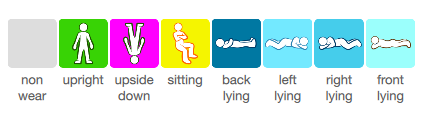 non wear
upright
upside down
sitting
back lying
left lying
right lying
front lying